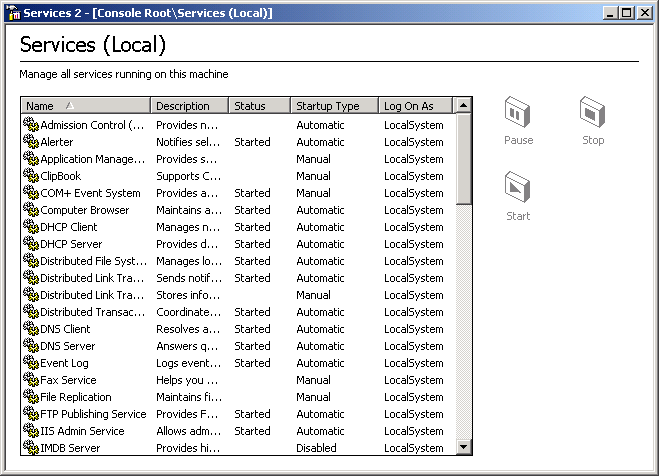 Services 2 - [Console Root\Services (Local)]
Services (Local)
Manage all services running on this machine
Name Description Status Startup Type Log On As
Admission Control (... Provides n... Automatic LocalSystem
Alerter Notifies sel... Started Automatic LocalSystem
Application Manage... Provides s... Manual LocalSystem
ClipBook Supports C... Manual LocalSystem
COM+ Event System Provides a... Started Manual LocalSystem
Computer Browser Maintains a... Started Automatic LocalSystem
DHCP Client Manages n... Started Automatic LocalSystem
DHCP Server Provides d... Started Automatic LocalSystem
Distributed File Syst... Manages lo... Started Automatic LocalSystem
Distributed Link Tra... Sends notif... Started Automatic LocalSystem
Distributed Link Tra... Stores info... Manual LocalSystem
Distributed Transac... Coordinate... Started Automatic LocalSystem
DNS Client Resolves a... Started Automatic LocalSystem
DNS Server Answers q... Started Automatic LocalSystem
Event Log Logs event... Started Automatic LocalSystem
Fax Service Helps you ... Manual LocalSystem
File Replication Maintains fi... Manual LocalSystem
FTP Publishing Service Provides F... Started Automatic LocalSystem
IIS Admin Service Allows adm... Started Automatic LocalSystem
IMDB Server Provides hi... Disabled LocalSystem
Pause Stop
Start